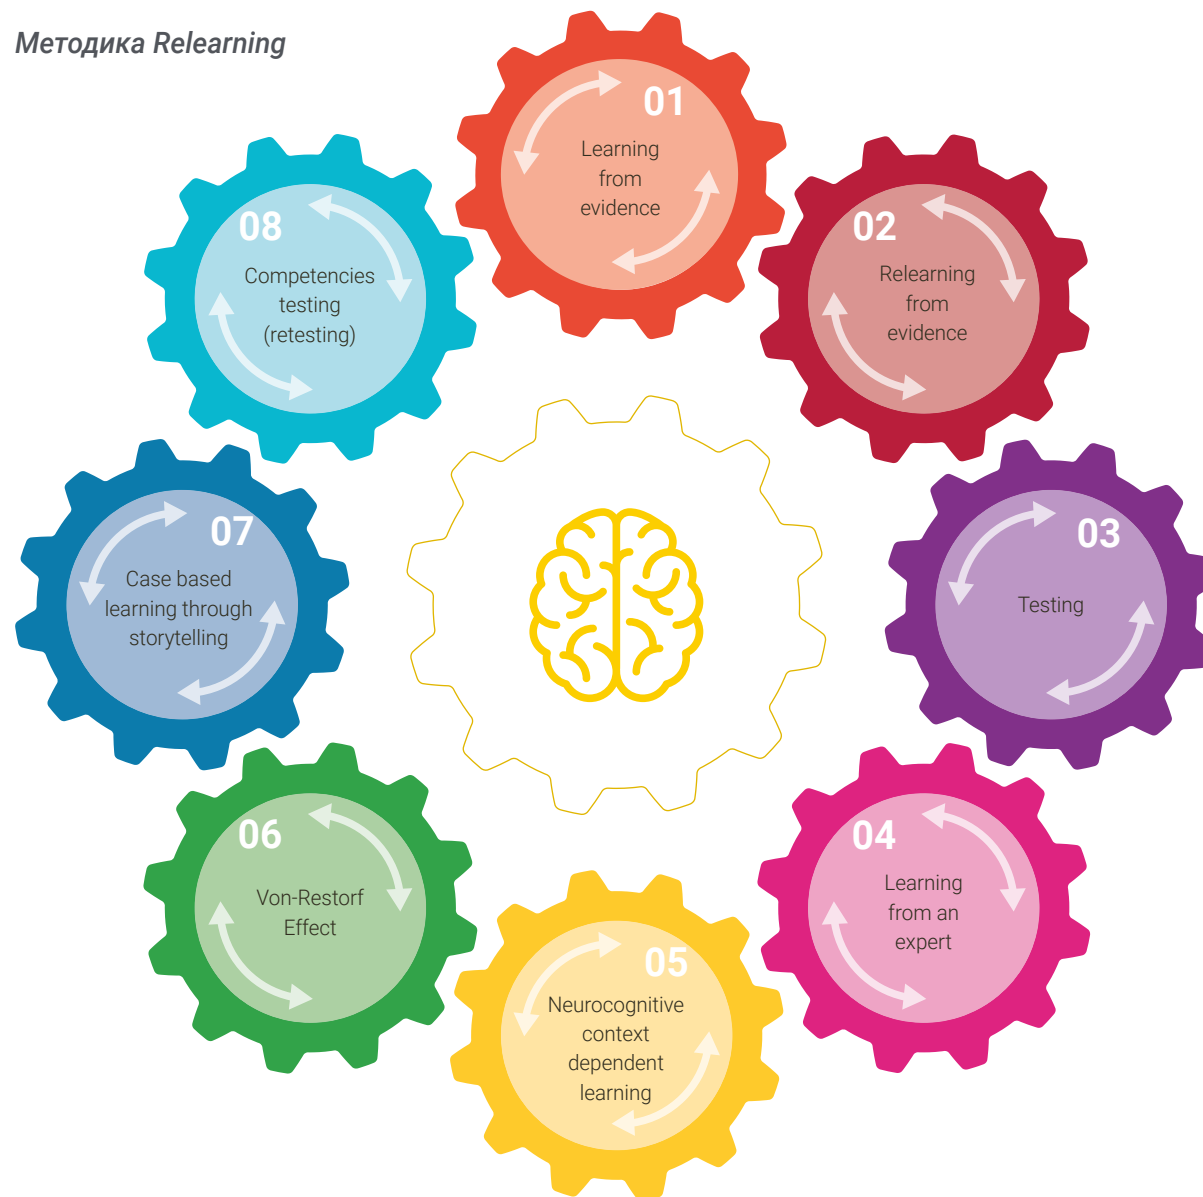 Методика Relearning
01
Learning
from
evidence
02
Relearning
from
evidence
03
Testing
04
Learning
from an
expert
05
Neurocognitive
context
dependent
learning
06
Von-Restorf
Effect
07
Case based
learning through
storytelling
08
Competencies
testing
(retesting)